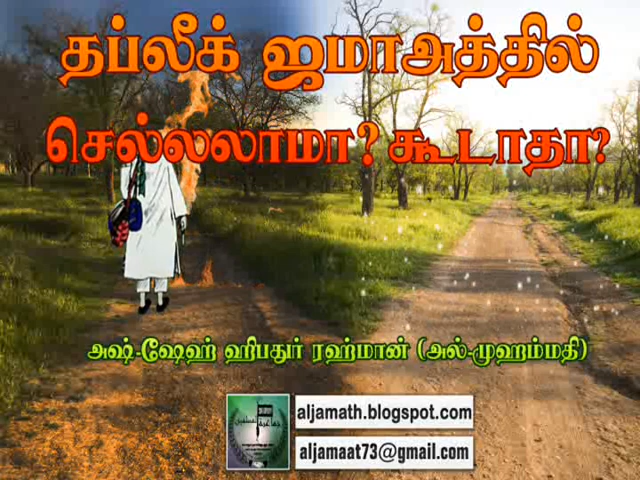 தப்லீக் ஜமாஅத்தில்
செல்லலாமா? கூடாதா?
அஷ்-ஷேஹ் ஹிபதுர் ரஹ்மான் (அல்-முஹம்மதி)
aljamath.blogspot.com
aljamaat73@gmail.com